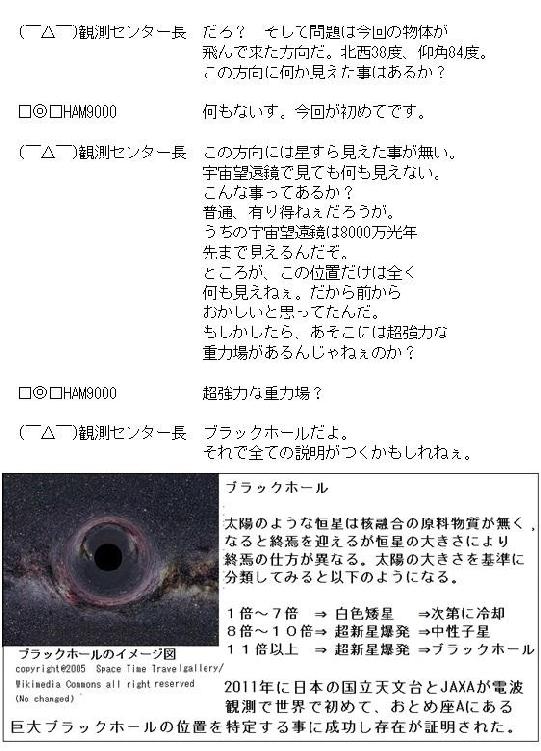 (￣△￣)観測センター長　だろ？　そして問題は今回の物体が
飛んで来た方向だ。北西38度、仰角84度。
この方向に何か見えた事はあるか？
□◎□HAM9000　何もないす。今回が初めてです。
(￣△￣)観測センター長　この方向には星すら見えた事が無い。
宇宙望遠鏡で見ても何も見えない。
こんな事ってあるか？
普通、有り得ねぇだろうが。
うちの宇宙望遠鏡は8000万光年
先まで見えるんだぞ。
ところが、この位置だけは全く
何も見えねぇ。だから前から
おかしいと思ってたんだ。
もしかしたら、あそこには超強力な
重力場があるんじゃねぇのか？
□◎□HAM9000　超強力な重力場？
(￣△￣)観測センター長　ブラックホールだよ。
それで全ての説明がつくかもしれねぇ。
ブラックホール
太陽のような恒星は核融合の原料物質が無く，
なると終焉を迎えるが恒星の大きさにより
終焉の仕方が異なる。太陽の大きさを基準に
分類してみると以下のようになる。
１倍～７倍　⇒ 白色矮星　⇒次第に冷却
８倍～１０倍 ⇒ 超新星爆発 ⇒中性子星
１１倍以上　⇒ 超新星爆発 ⇒ブラックホール
ブラックホールのイメージ図
copyright@2005　Space Time Travelgallery/
Wikimedia Commons all right reserved
(No changed)
2011年に日本の国立天文台とJAXAが電波
観測で世界で初めて、おとめ座Aにある
巨大ブラックホールの位置を特定する事に成功し存在が証明された。